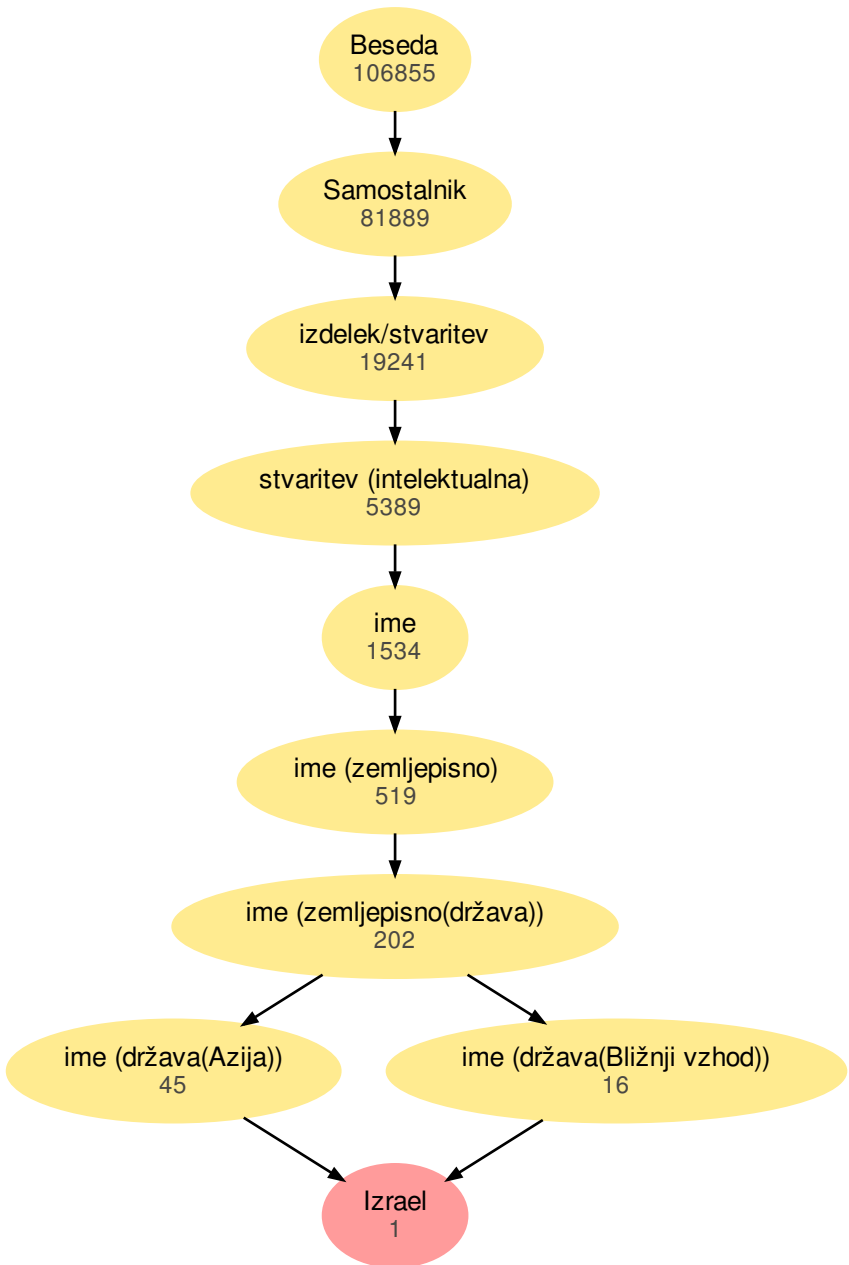 Beseda
106855
Samostalnik
81889
izdelek/stvaritev
19241
stvaritev (intelektualna)
5389
ime
1534
ime (zemljepisno)
519
ime (zemljepisno(država))
202
ime (država(Azija))
45
ime (država(Bližnji vzhod))
16
Izrael
1